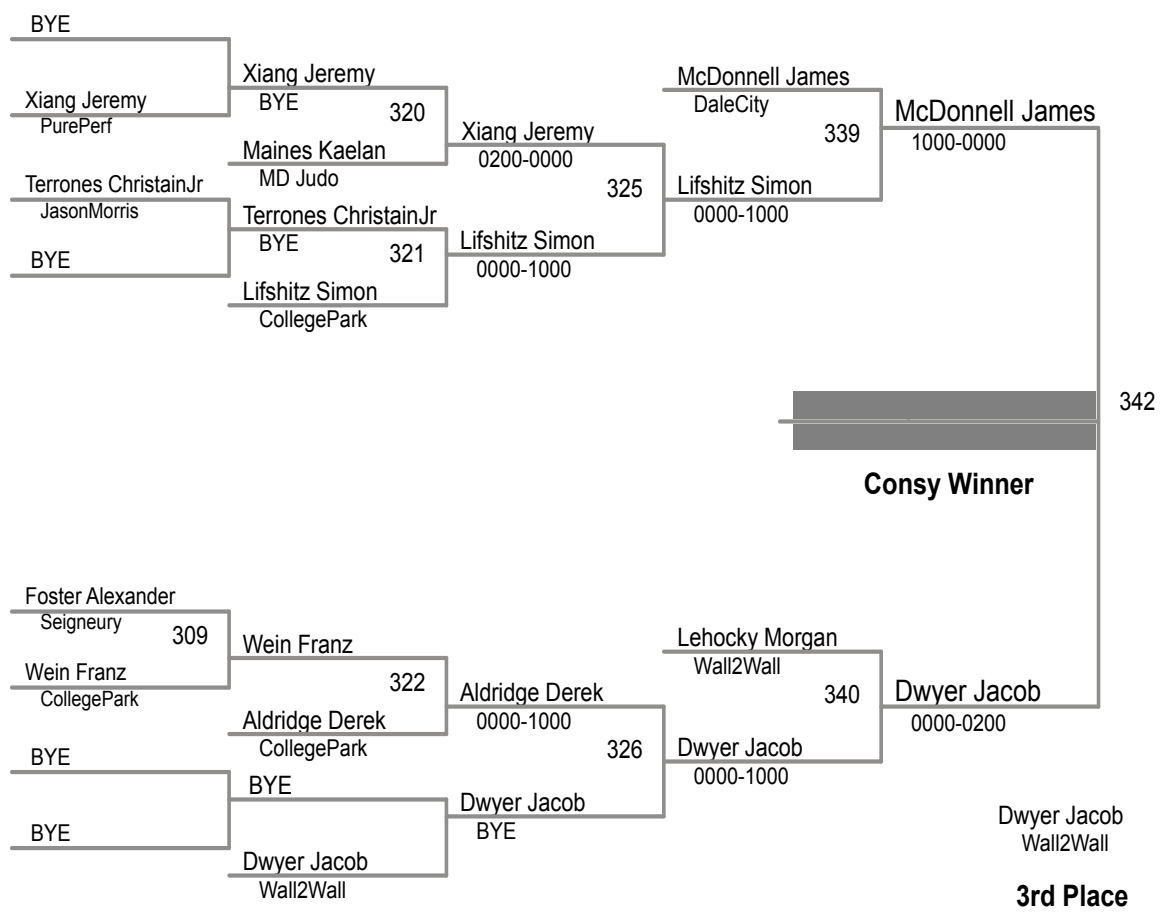 BYE
Xiang Jeremy
PurePerf
Terrones ChristainJr
JasonMorris
BYE
Xiang Jeremy
BYE
320
Maines Kaelan
MD Judo
Terrones ChristainJr
BYE
321
Lifshitz Simon
CollegePark
Xiang Jeremy
0200-0000
325
Lifshitz Simon
0000-1000
McDonnell James
DaleCity
339
Lifshitz Simon
0000-1000
McDonnell James
1000-0000
342
Consy Winner
Foster Alexander
Seigneury
309
Wein Franz
CollegePark
BYE
BYE
Wein Franz
322
Aldridge Derek
CollegePark
BYE
Dwyer Jacob
Wall2Wall
Aldridge Derek
0000-1000
326
Dwyer Jacob
BYE
Lehocky Morgan
Wall2Wall
340
Dwyer Jacob
0000-1000
Dwyer Jacob
0000-0200
Dwyer Jacob
Wall2Wall
3rd Place